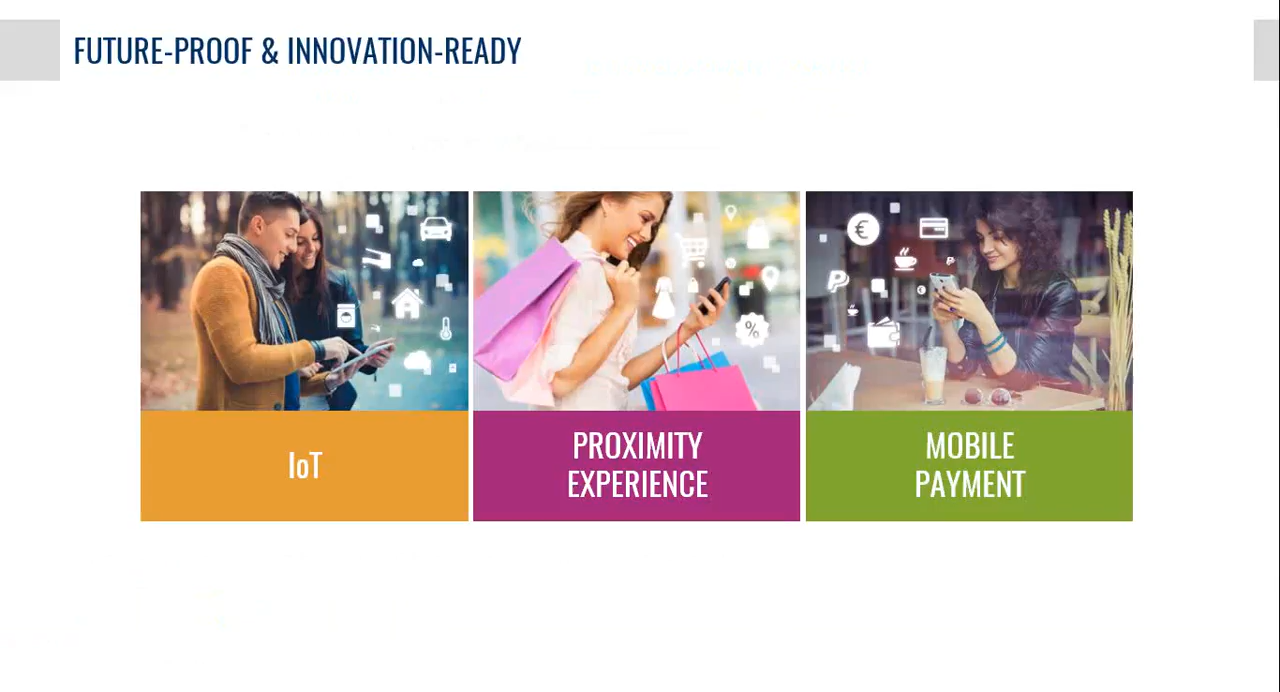 FUTURE-PROOF & INNOVATION-READY
IoT
PROXIMITY
EXPERIENCE
MOBILE
PAYMENT
€
%